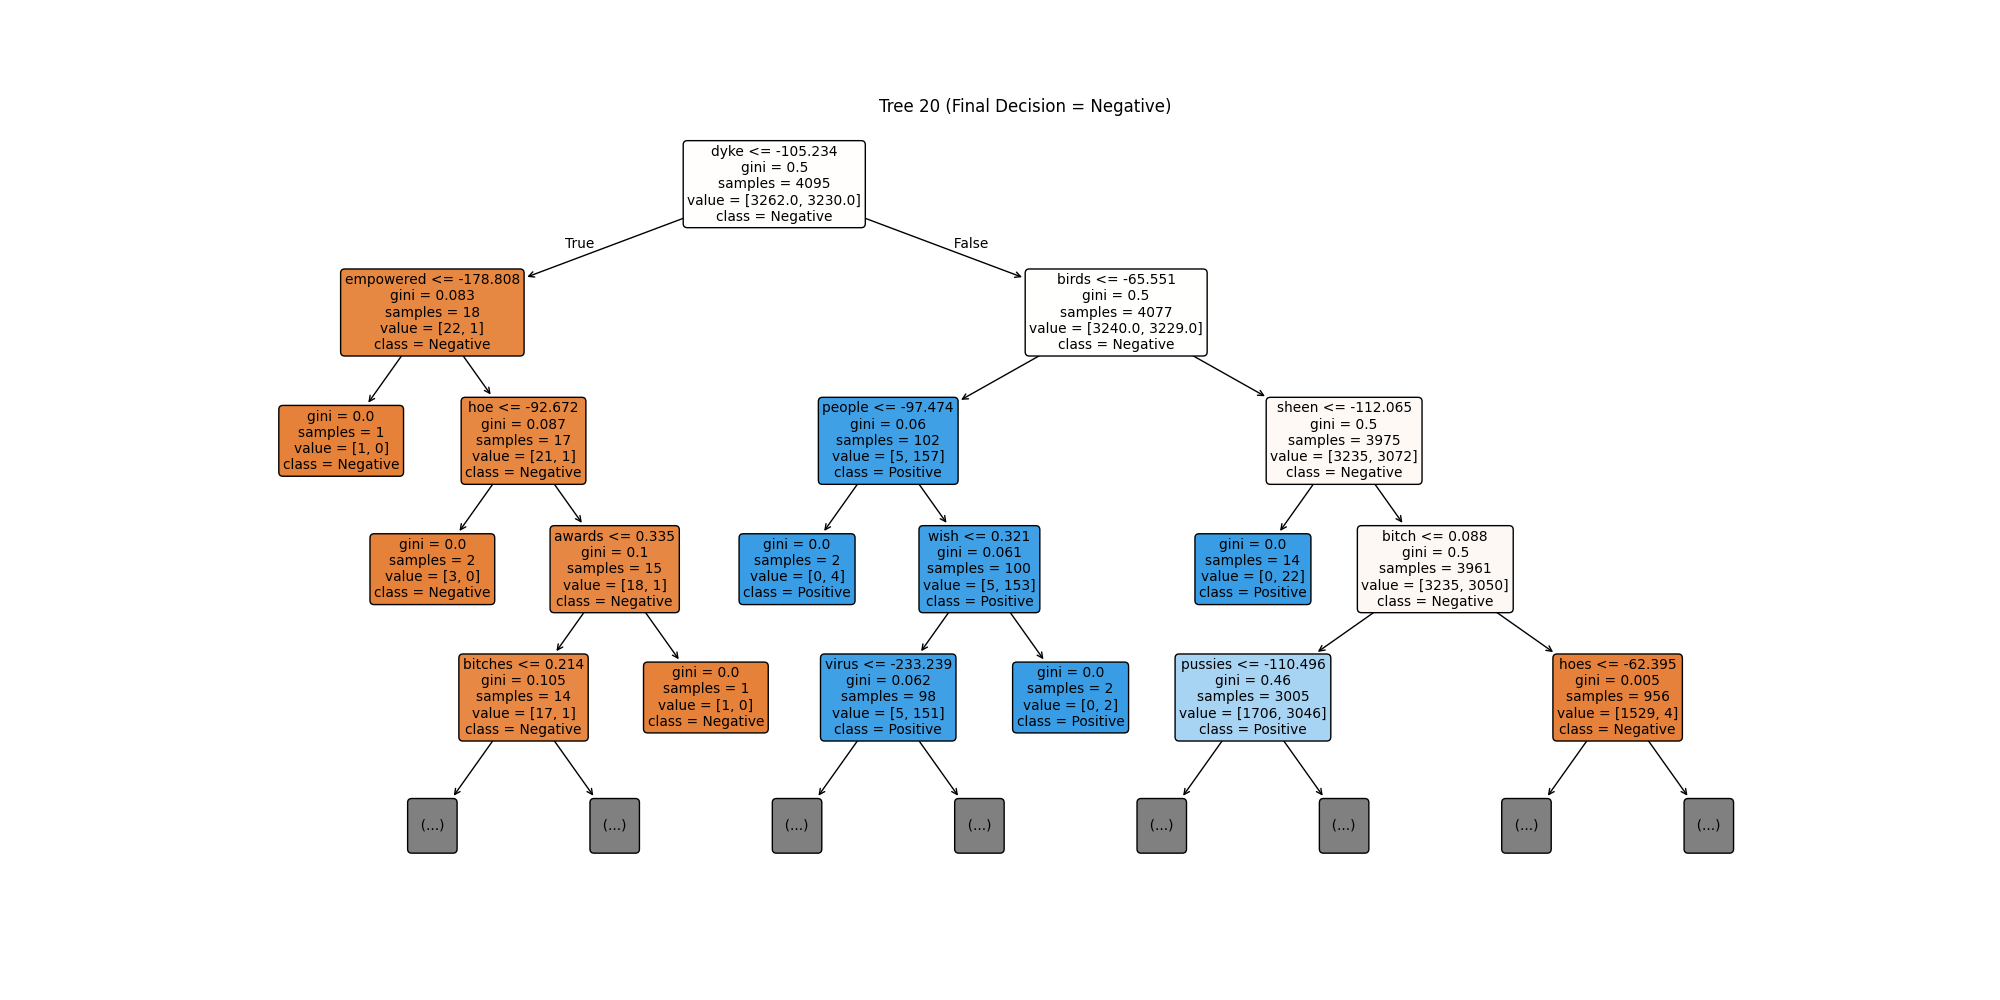 Tree 20 (Final Decision = Negative)
dyke <= -105.234
gini = 0.5
samples = 4095
value = [3262.0, 3230.0]
class = Negative
True
False
empowered <= -178.808
gini = 0.083
samples = 18
value = [22, 1]
class = Negative
birds <= -65.551
gini = 0.5
samples = 4077
value = [3240.0, 3229.0]
class = Negative
gini = 0.0
samples = 1
value = [1, 0]
class = Negative
hoe <= -92.672
gini = 0.087
samples = 17
value = [21, 1]
class = Negative
people <= -97.474
gini = 0.06
samples = 102
value = [5, 157]
class = Positive
sheen <= -112.065
gini = 0.5
samples = 3975
value = [3235, 3072]
class = Negative
gini = 0.0
samples = 2
value = [3, 0]
class = Negative
awards <= 0.335
gini = 0.1
samples = 15
value = [18, 1]
class = Negative
gini = 0.0
samples = 2
value = [0, 4]
class = Positive
wish <= 0.321
gini = 0.061
samples = 100
value = [5, 153]
class = Positive
gini = 0.0
samples = 14
value = [0, 22]
class = Positive
bitch <= 0.088
gini = 0.5
samples = 3961
value = [3235, 3050]
class = Negative
bitches <= 0.214
gini = 0.105
samples = 14
value = [17, 1]
class = Negative
gini = 0.0
samples = 1
value = [1, 0]
class = Negative
virus <= -233.239
gini = 0.062
samples = 98
value = [5, 151]
class = Positive
gini = 0.0
samples = 2
value = [0, 2]
class = Positive
pussies <= -110.496
gini = 0.46
samples = 3005
value = [1706, 3046]
class = Positive
hoes <= -62.395
gini = 0.005
samples = 956
value = [1529, 4]
class = Negative
(...)
(...)
(...)
(...)
(...)
(...)
(...)
(...)